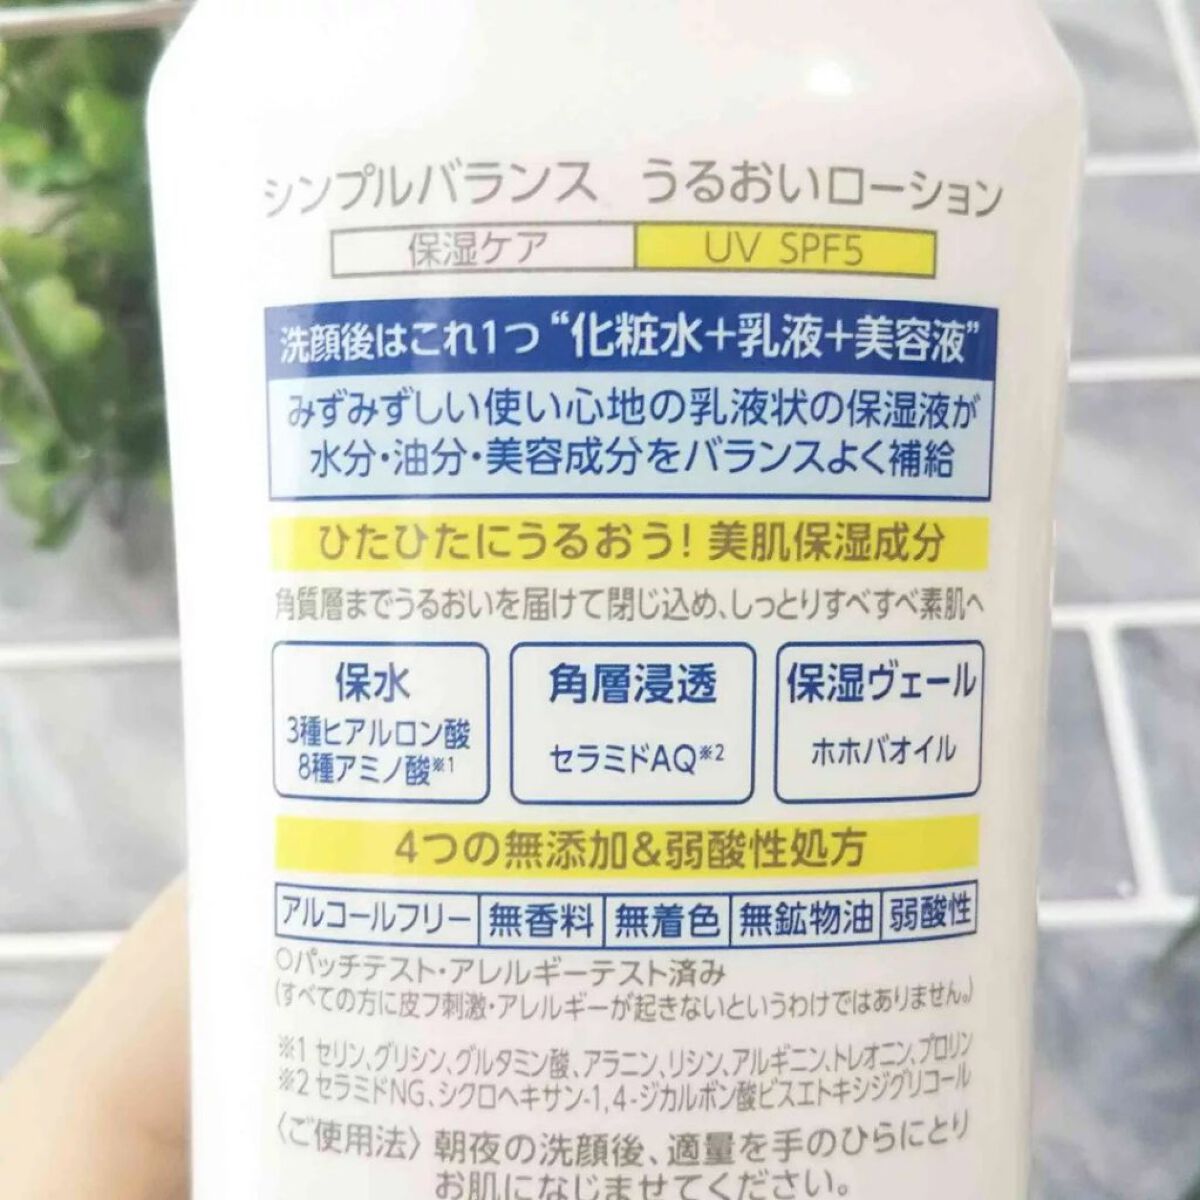 シンプルバランス うるおいローション
保湿ケア UV SPF5
洗顔後はこれ1つ“化粧水+乳液+美容液”
みずみずしい使い心地の乳液状の保湿液が
水分・油分・美容成分をバランスよく補給
ひたひたにうるおう!美肌保湿成分
角質層までうるおいを届けて閉じ込め、しっとりすべすべ素肌へ
保水
3種ヒアルロン酸
8種アミノ酸※1
角層浸透
セラミドAQ※2
保湿ヴェール
ホホバオイル
4つの無添加&弱酸性処方
アルコールフリー 無香料 無着色 無鉱物油 弱酸性
○パッチテスト・アレルギーテスト済み
(すべての方に皮フ刺激・アレルギーが起きないというわけではありません。)
※1 セリン、グリシン、グルタミン酸、アラニン、リシン、アルギニン、トレオニン、プロリン
※2 セラミドNG、シクロヘキサン-1,4-ジカルボン酸ビスエトキシジグリコール
〈ご使用法〉朝夜の洗顔後、適量を手のひらにとり
お肌になじませてください。